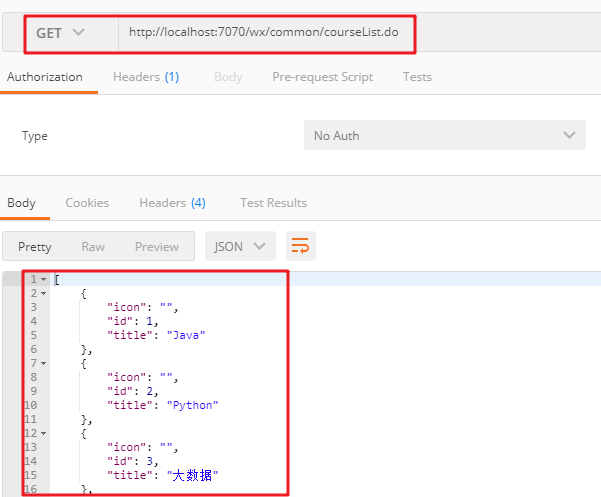 GET http://localhost:7070/wx/common/courseList.do
Authorization Headers (1) Body Pre-request Script Tests
Type No Auth
Body Cookies Headers (4) Test Results
Pretty Raw Preview JSON
1 [
2 {
3 "icon": "",
4 "id": 1,
5 "title": "Java"
6 },
7 {
8 "icon": "",
9 "id": 2,
10 "title": "Python"
11 },
12 {
13 "icon": "",
14 "id": 3,
15 "title": "大数据"
16 },